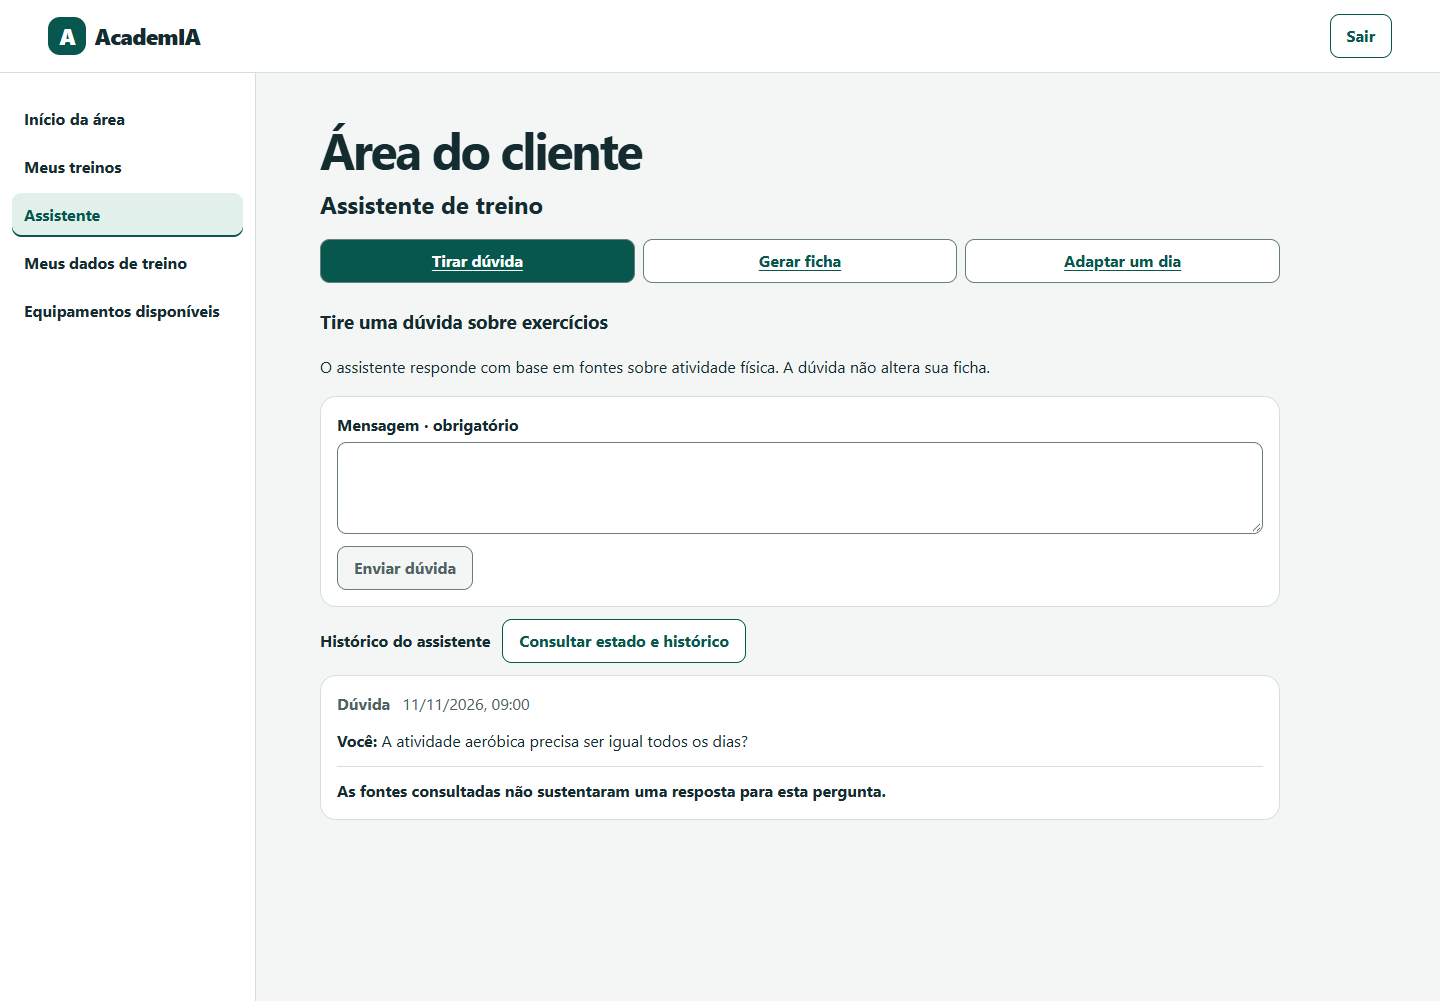 A AcademIA
Sair
Início da área
Meus treinos
Assistente
Meus dados de treino
Equipamentos disponíveis
Área do cliente
Assistente de treino
Tirar dúvida
Gerar ficha
Adaptar um dia
Tire uma dúvida sobre exercícios
O assistente responde com base em fontes sobre atividade física. A dúvida não altera sua ficha.
Mensagem · obrigatório
Enviar dúvida
Histórico do assistente
Consultar estado e histórico
Dúvida 11/11/2026, 09:00
Você: A atividade aeróbica precisa ser igual todos os dias?
As fontes consultadas não sustentaram uma resposta para esta pergunta.